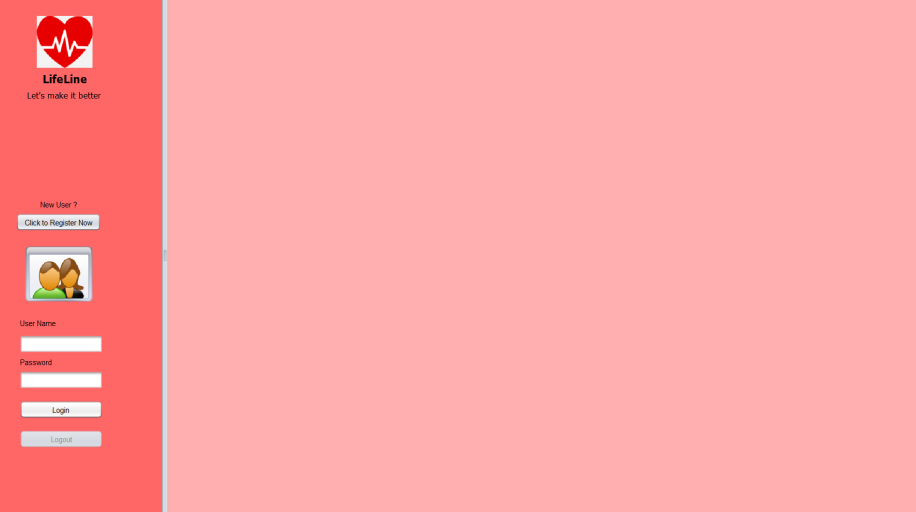 LifeLine
Let's make it better
New User ?
Click to Register Now
User Name
Password
Login
Logout